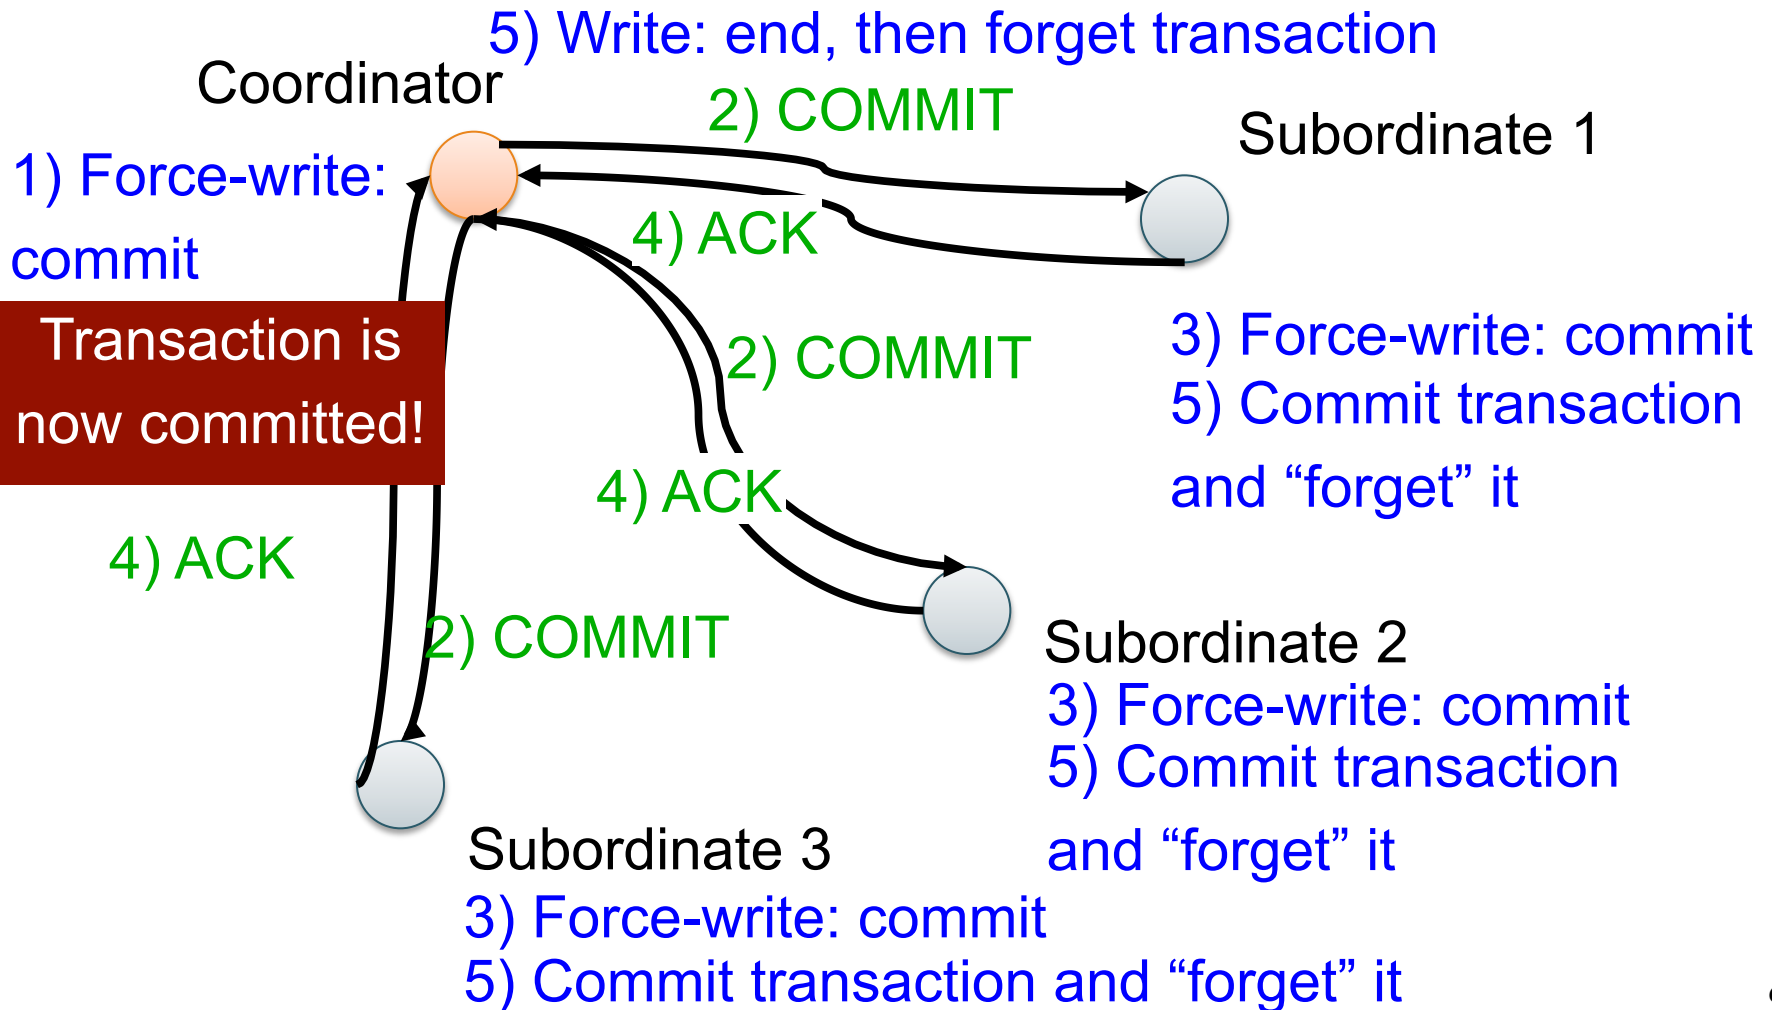 5) Write: end, then forget transaction
Coordinator
2) COMMIT
Subordinate 1
1) Force-write:
commit
4) ACK
Transaction is
now committed!
2) COMMIT
3) Force-write: commit
5) Commit transaction
and “forget” it
4) ACK
4) ACK
2) COMMIT
Subordinate 2
3) Force-write: commit
5) Commit transaction
and “forget” it
Subordinate 3
3) Force-write: commit
5) Commit transaction and “forget” it